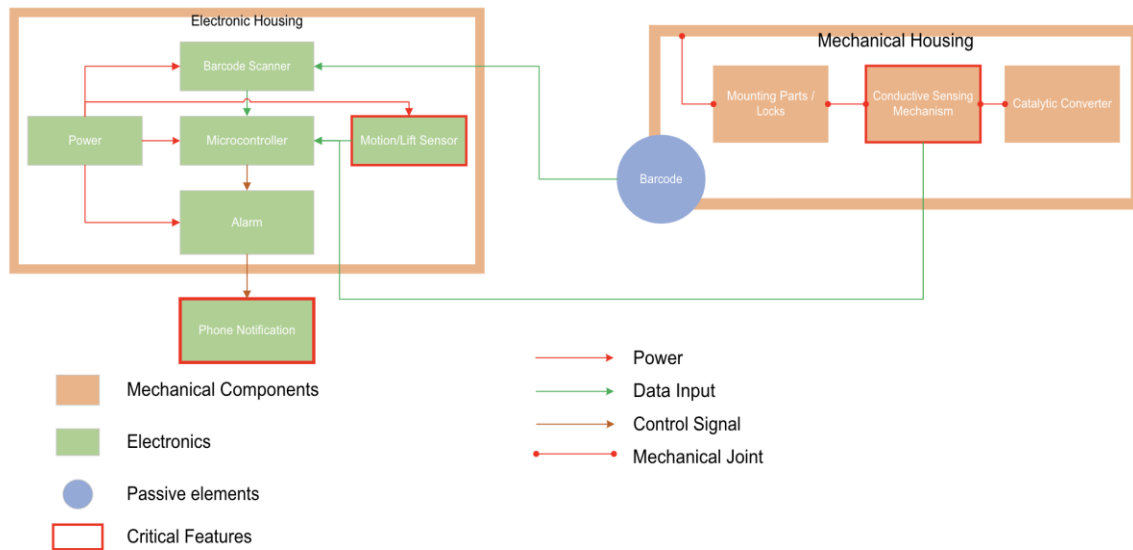 Electronic Housing
Barcode Scanner
Power
Microcontroller
Motion/Lift Sensor
Alarm
Phone Notification
Mechanical Housing
Mounting Parts /
Locks
Conductive Sensing
Mechanism
Catalytic Converter
Barcode
Mechanical Components
Electronics
Passive elements
Critical Features
Power
Data Input
Control Signal
Mechanical Joint